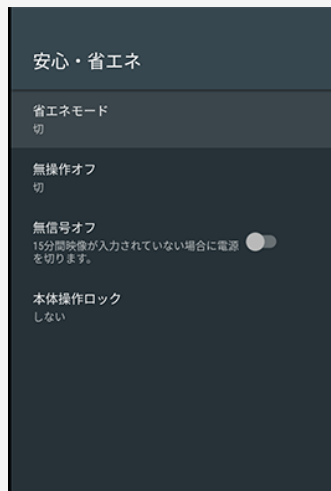 安心・省エネ
省エネモード
切
無操作オフ
切
無信号オフ
15分間映像が入力されていない場合に電源
を切ります。
本体操作ロック
しない